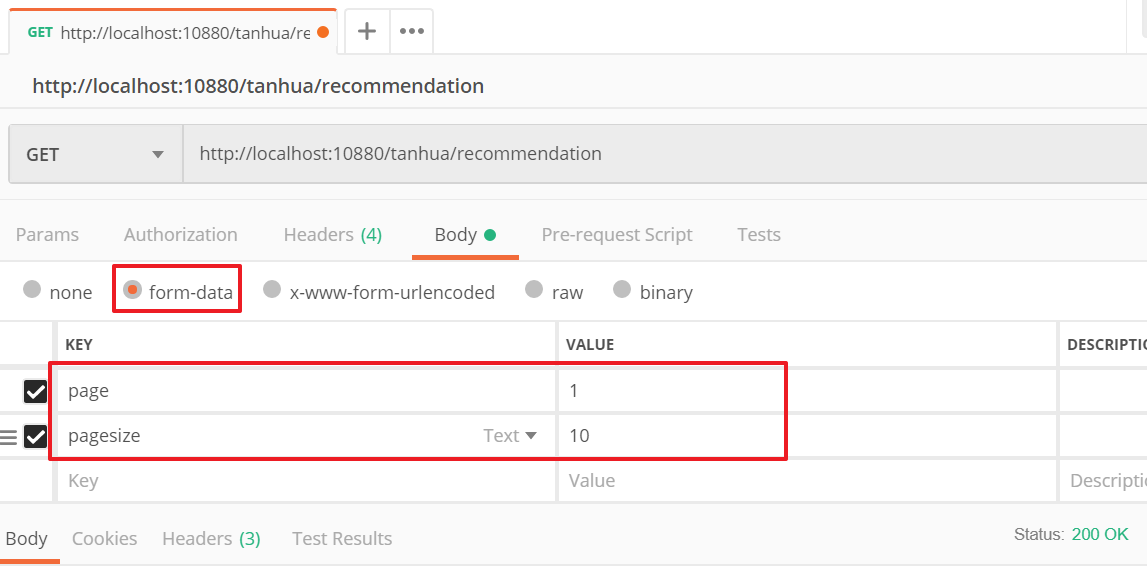 GET http://localhost:10880/tanhua/re
http://localhost:10880/tanhua/recommendation
GET http://localhost:10880/tanhua/recommendation
Params Authorization Headers (4) Body Pre-request Script Tests
none form-data x-www-form-urlencoded raw binary
KEY VALUE DESCRIPTIO
page 1
pagesize Text 10
Key Value Descripti
Body Cookies Headers (3) Test Results Status: 200 OK